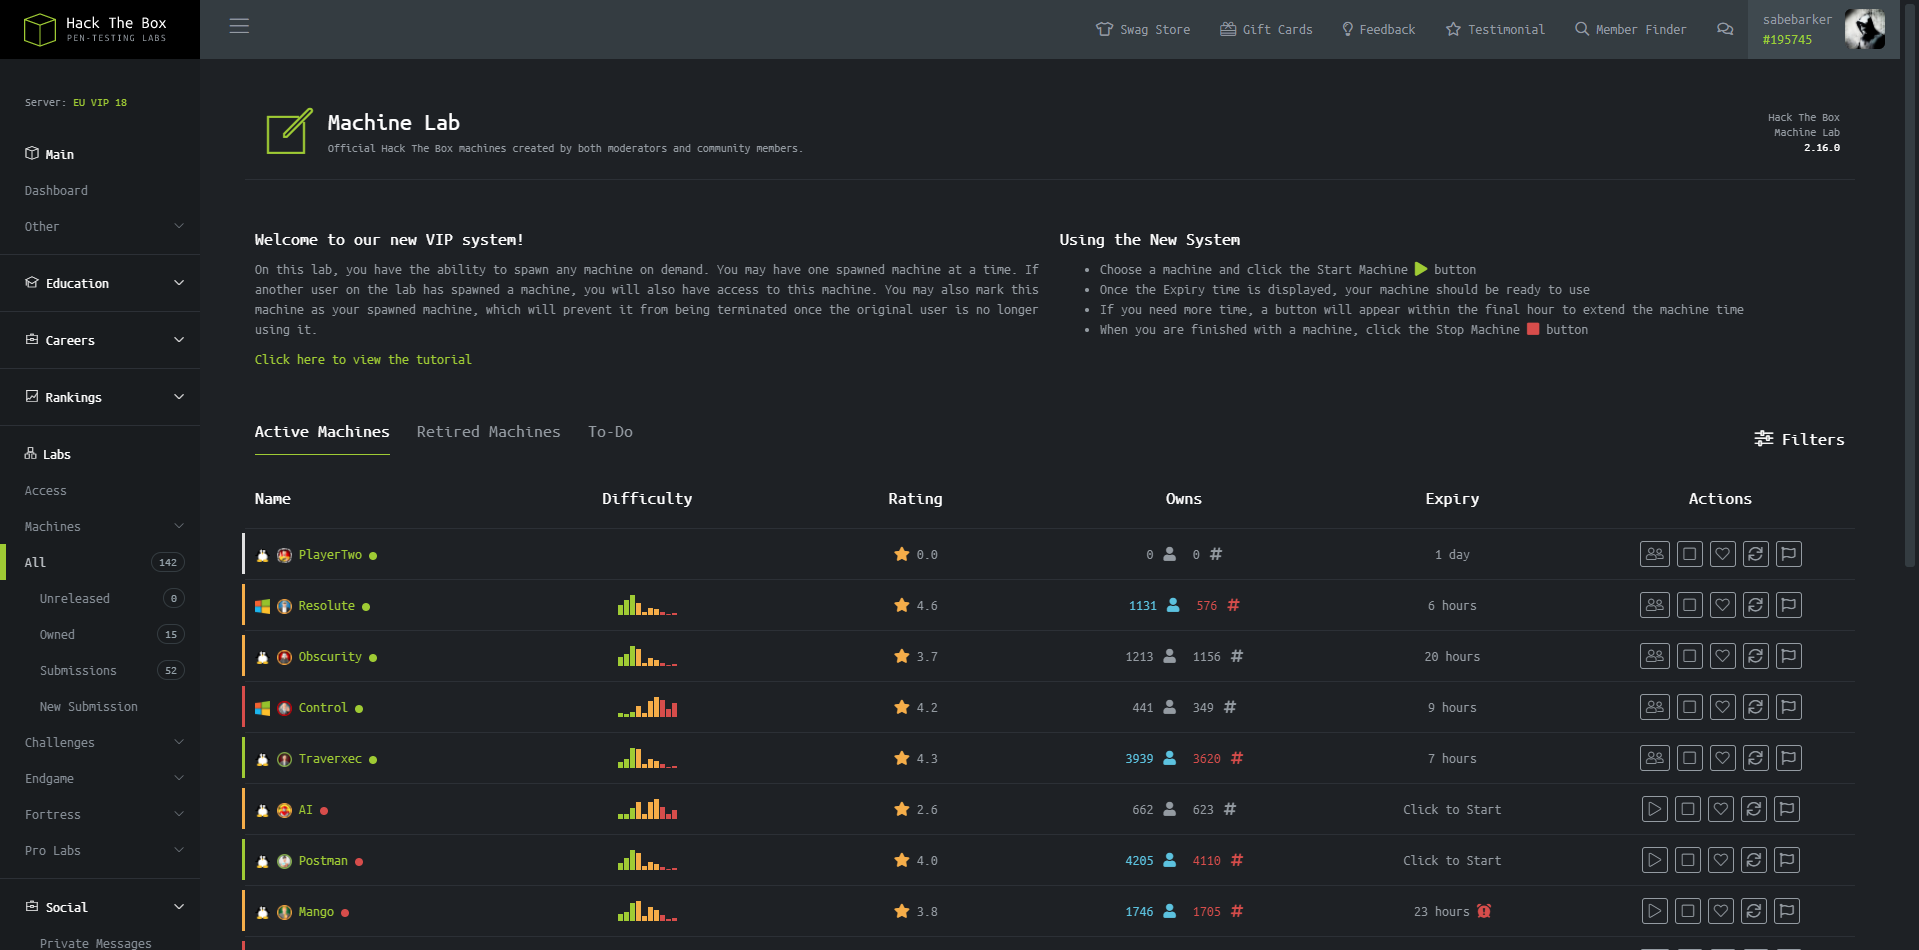 Hack The Box
PEN-TESTING LABS
Swag Store
Gift Cards
Feedback
Testimonial
Member Finder
sabebarker
#195745
Server: EU VIP 18
Main
Dashboard
Other
Education
Careers
Rankings
Labs
Access
Machines
All 142
Unreleased 0
Owned 15
Submissions 52
New Submission
Challenges
Endgame
Fortress
Pro Labs
Social
Private Messages
Machine Lab
Official Hack The Box machines created by both moderators and community members.
Hack The Box
Machine Lab
2.16.0
Welcome to our new VIP system!
On this lab, you have the ability to spawn any machine on demand. You may have one spawned machine at a time. If
another user on the lab has spawned a machine, you will also have access to this machine. You may also mark this
machine as your spawned machine, which will prevent it from being terminated once the original user is no longer
using it.
Click here to view the tutorial
Using the New System
• Choose a machine and click the Start Machine button
• Once the Expiry time is displayed, your machine should be ready to use
• If you need more time, a button will appear within the final hour to extend the machine time
• When you are finished with a machine, click the Stop Machine button
Active Machines Retired Machines To-Do
Filters
Name Difficulty Rating Owns Expiry Actions
PlayerTwo 0.0 0 0 # 1 day
Resolute 4.6 1131 576 # 6 hours
Obscurity 3.7 1213 1156 # 20 hours
Control 4.2 441 349 # 9 hours
Traverxec 4.3 3939 3620 # 7 hours
AI 2.6 662 623 # Click to Start
Postman 4.0 4205 4110 # Click to Start
Mango 3.8 1746 1705 # 23 hours